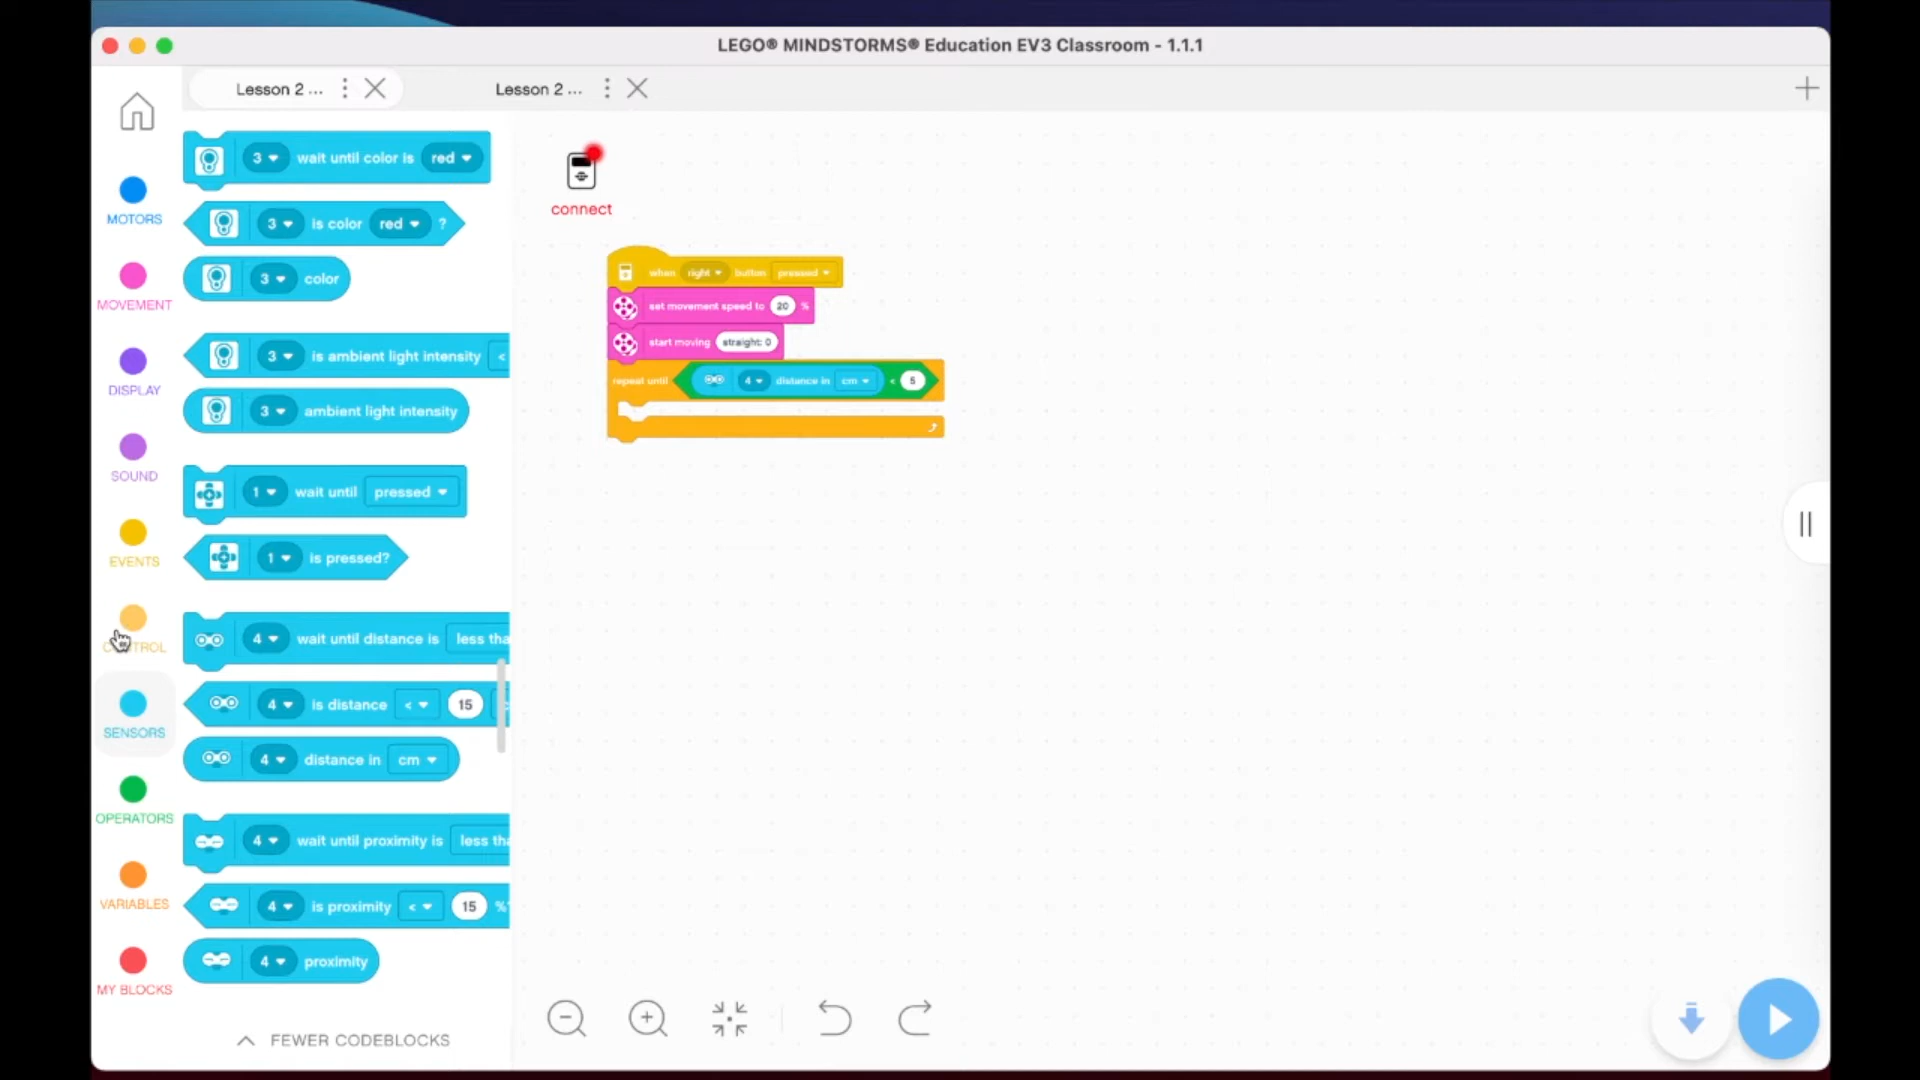 LEGO® MINDSTORMS® Education EV3 Classroom - 1.1.1
Lesson 2 ...
Lesson 2 ...
MOTORS
MOVEMENT
DISPLAY
SOUND
EVENTS
SENSORS
OPERATORS
VARIABLES
MY BLOCKS
3 wait until color is red
3 is color red ?
3 color
3 is ambient light intensity <
3 ambient light intensity
1 wait until pressed
1 is pressed?
4 wait until distance is less tha
4 is distance < 15
4 distance in cm
4 wait until proximity is less tha
4 is proximity < 15 %
4 proximity
FEWER CODEBLOCKS
connect
when right button pressed
set movement speed to 20 %
start moving straight: 0
repeat until 4 distance in cm < 5